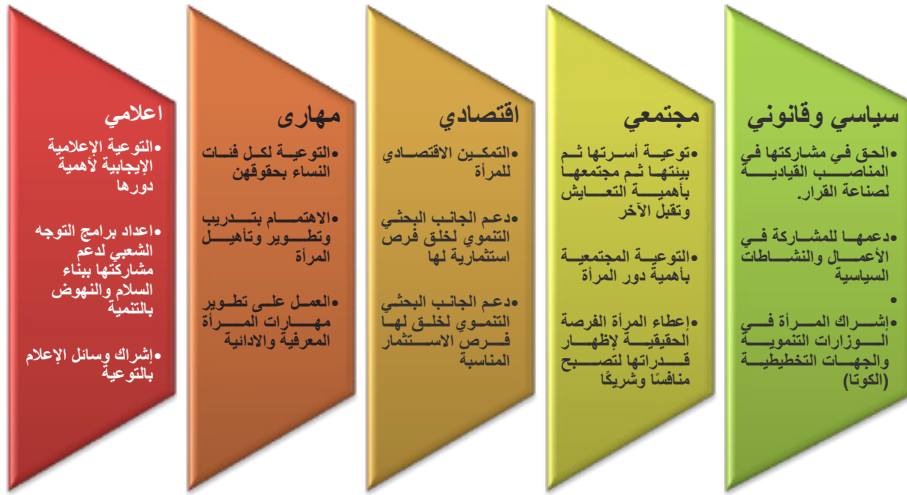 سياسي وقانوني
•الحق في مشاركتها في
المناصب القيادية
لصناعة القرار.
•دعمها للمشاركة في
الأعمال والنشاطات
السياسية
•
•إشراك المرأة في
الوزارات التنموية
والجهات التخطيطية
(الكوتا)
مجتمعي
•توعية أسرتها ثم
بيئتها ثم مجتمعها
بأهمية التعايش
وتقبل الآخر
•التوعية المجتمعية
بأهمية دور المرأة
•إعطاء المرأة الفرصة
الحقيقية لإظهار
قدراتها لتصبح
منافسًا وشريكًا
اقتصادي
•التمكين الاقتصادي
للمرأة
•دعم الجانب البحثي
التنموي لخلق فرص
استثمارية لها
•دعم الجانب البحثي
التنموي لخلق لها
فرص الاستثمار
المناسبة
مهارى
•التوعية لكل فئات
النساء بحقوقهن
•الاهتمام بتدريب
وتطوير وتأهيل
المرأة
•العمل على تطوير
مهارات المرأة
المعرفية والادائية
اعلامي
•التوعية الإعلامية
الإيجابية لأهمية
دورها
•اعداد برامج التوجه
الشعبي لدعم
مشاركتها ببناء
السلام والنهوض
بالتنمية
•إشراك وسائل الإعلام
بالتوعية